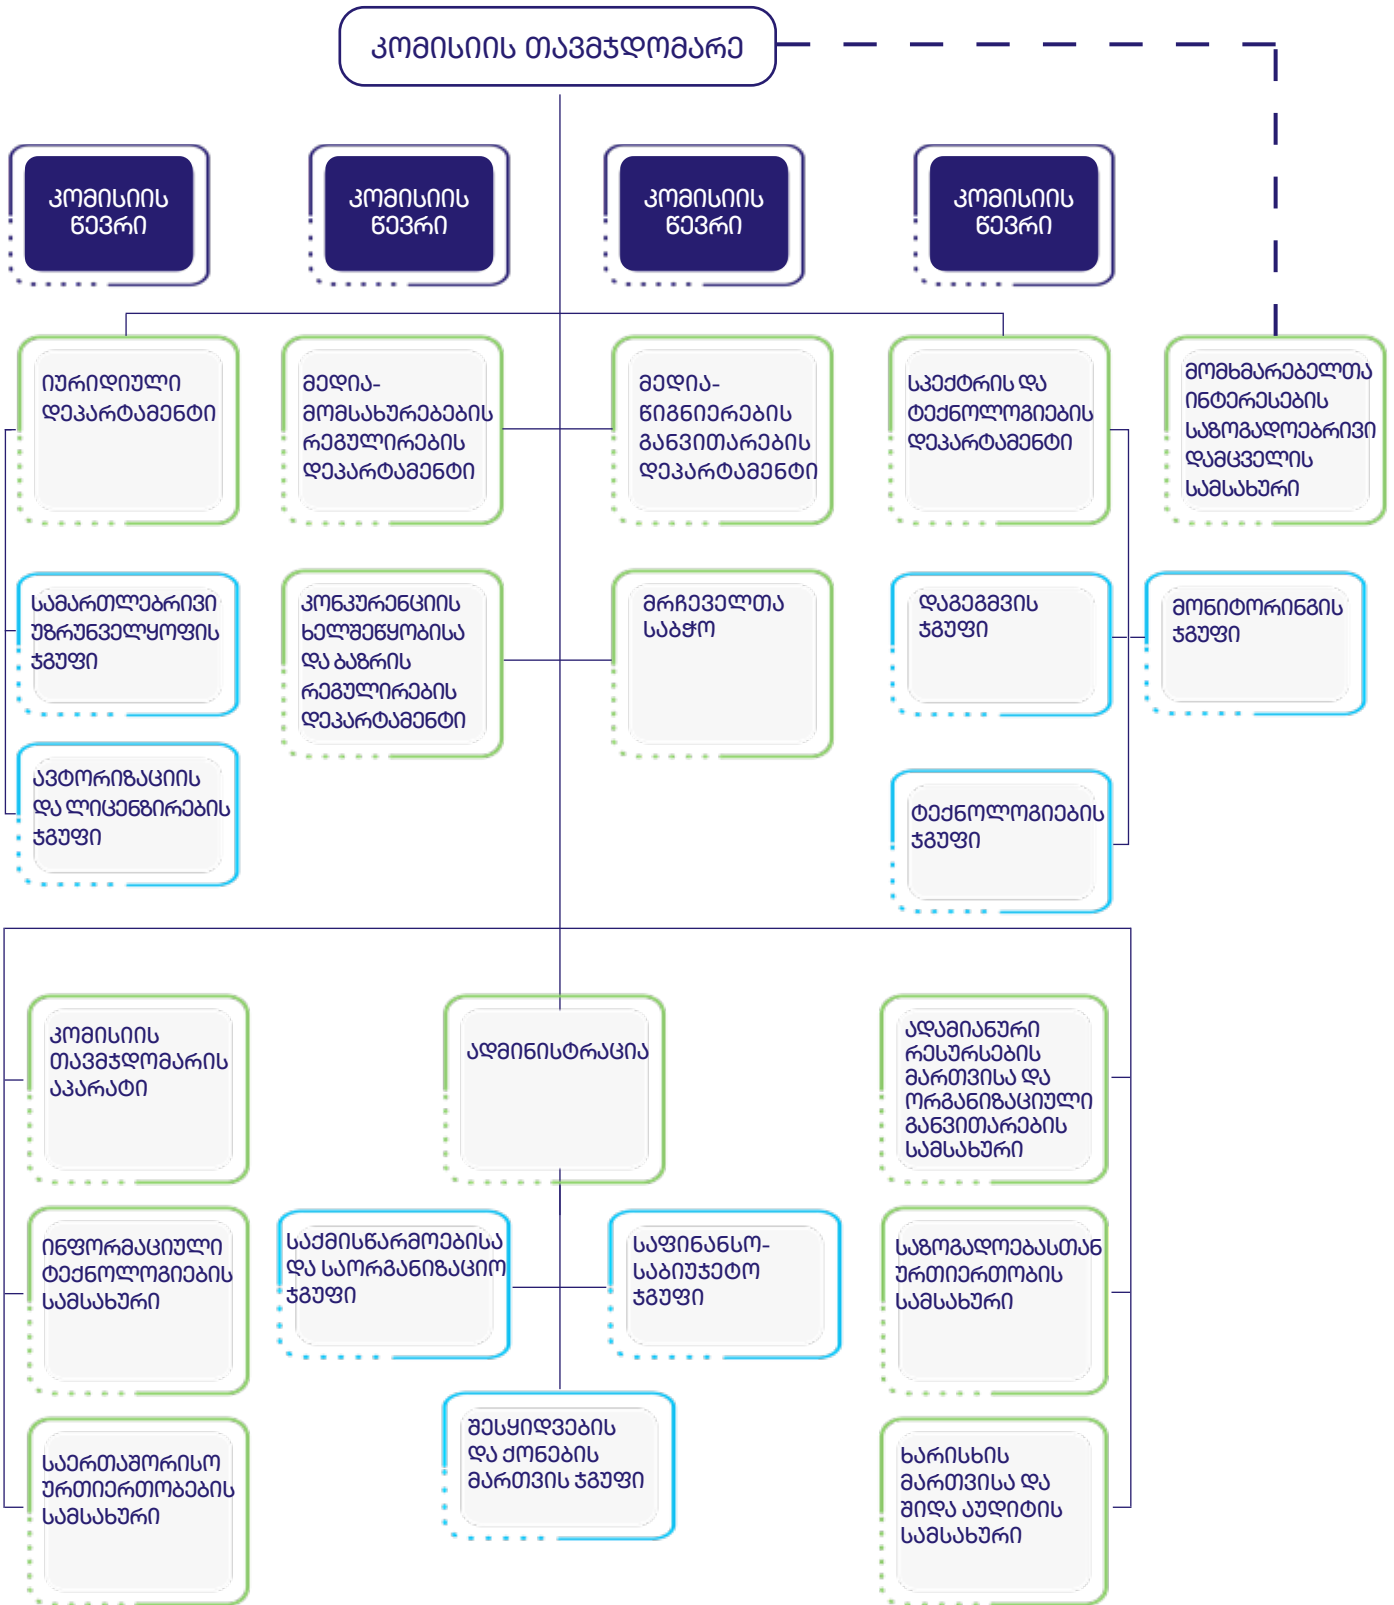 კომისიის თავმჯდომარე
კომისიის
წევრი
კომისიის
წევრი
კომისიის
წევრი
კომისიის
წევრი
იურიდიული
დეპარტამენტი
მედია-
მომსახურებების
რეგულირების
დეპარტამენტი
მედია-
წიგნიერების
განვითარების
დეპარტამენტი
სპექტრის და
ტექნოლოგიების
დეპარტამენტი
მომხმარებელთა
ინტერესების
საზოგადოებრივი
დამცველის
სამსახური
სამართლებრივი
უზრუნველყოფის
ჯგუფი
კონკურენციის
ხელშეწყობისა
და ბაზრის
რეგულირების
დეპარტამენტი
მრჩეველთა
საბჭო
დაგეგმვის
ჯგუფი
მონიტორინგის
ჯგუფი
ავტორიზაციის
და ლიცენზირების
ჯგუფი
ტექნოლოგიების
ჯგუფი
კომისიის
თავმჯდომარის
აპარატი
ადმინისტრაცია
ადამიანური
რესურსების
მართვისა და
ორგანიზაციული
განვითარების
სამსახური
ინფორმაციული
ტექნოლოგიების
სამსახური
საქმისწარმოებისა
და საორგანიზაციო
ჯგუფი
საფინანსო-
საბიუჯეტო
ჯგუფი
საზოგადოებასთან
ურთიერთობის
სამსახური
საერთაშორისო
ურთიერთობების
სამსახური
შესყიდვების
და ქონების
მართვის ჯგუფი
ხარისხის
მართვისა და
შიდა აუდიტის
სამსახური